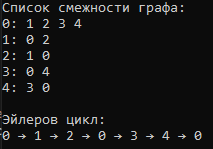 Список смежности графа:
0: 1 2 3 4
1: 0 2
2: 1 0
3: 0 4
4: 3 0

Эйлеров цикл:
0 → 1 → 2 → 0 → 3 → 4 → 0